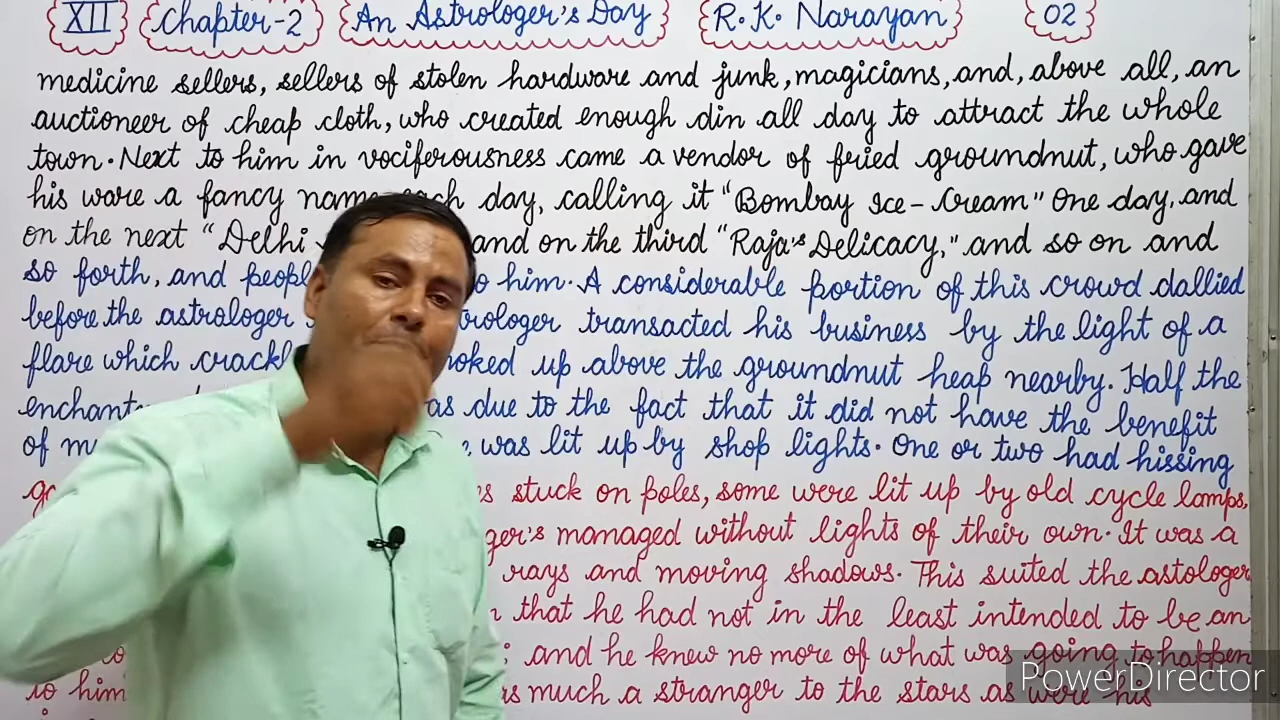 XII Chapter-2 An Astrologer's Day R. K. Narayan 02
medicine sellers, sellers of stolen hardware and junk, magicians, and, above all, an
auctioneer of cheap cloth, who created enough din all day to attract the whole
town. Next to him in vociferousness came a vendor of fried groundnut, who gave
his ware a fancy name each day, calling it "Bombay Ice-Cream" One day, and
on the next "Delhi and on the third "Raja's Delicacy," and so on and
so forth, and people to him. A considerable portion of this crowd dallied
before the astrologer transacted his business by the light of a
flare which up above the groundnut heap nearby. Half the
due to the fact that it did not have the benefit
of was lit up by shop lights. One or two had hissing
stuck on poles, some were lit up by old cycle lamps,
managed without lights of their own. It was a
rays and moving shadows. This suited the astologer
that he had not in the least intended to be an
; and he knew no more of what was going to happen
to him much a stranger to the stars as were his
PowerDirector